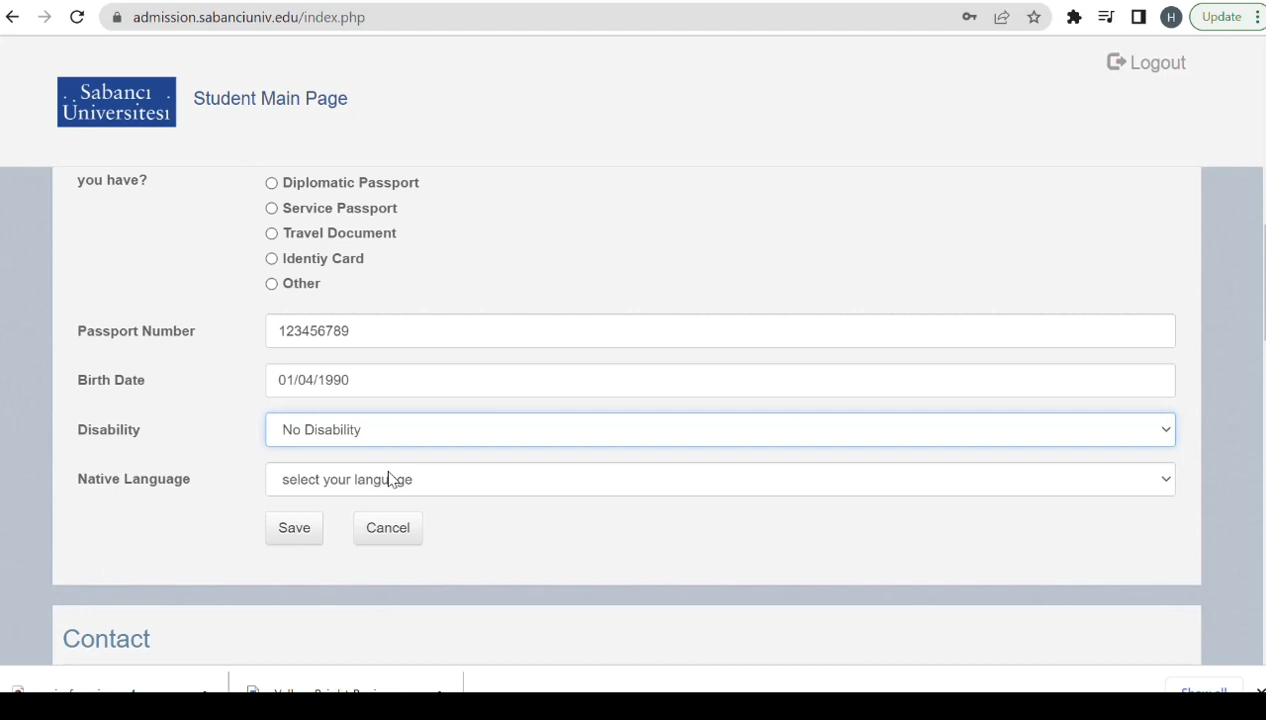 admission.sabanciuniv.edu/index.php
H
Update
Logout
Sabancı
Üniversitesi
Student Main Page
you have?
Diplomatic Passport
Service Passport
Travel Document
Identiy Card
Other
Passport Number
123456789
Birth Date
01/04/1990
Disability
No Disability
Native Language
select your language
Save
Cancel
Contact
Show all